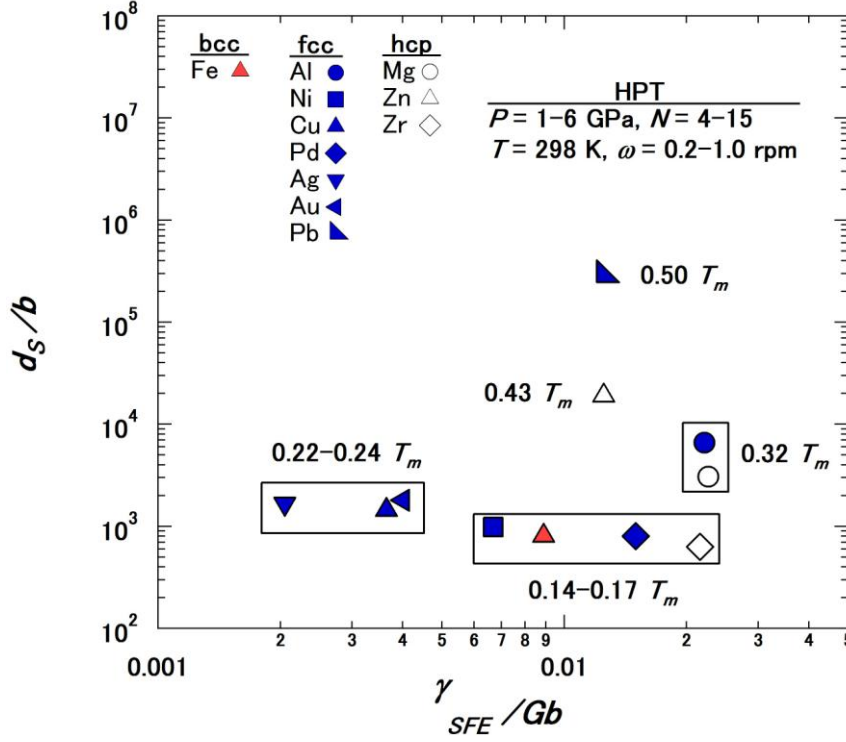 10^8
10^7
10^6
10^5
10^4
10^3
10^2
d_S/b
bcc
Fe
fcc
Al
Ni
Cu
Pd
Ag
Au
Pb
hcp
Mg
Zn
Zr
HPT
P = 1-6 GPa, N = 4-15
T = 298 K, ω = 0.2-1.0 rpm
0.50 T_m
0.43 T_m
0.32 T_m
0.22-0.24 T_m
0.14-0.17 T_m
2 3 4 6 7 8 9 2 3 4 5
0.001 0.01
γ_SFE/Gb